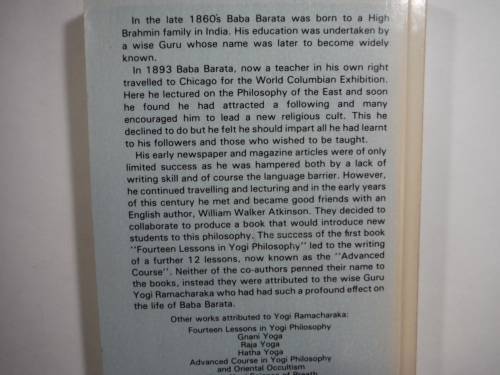 In the late 1860's Baba Barata was born to a High
Brahmin family in India. His education was undertaken by
a wise Guru whose name was later to become widely
known.
In 1893 Baba Barata, now a teacher in his own right
travelled to Chicago for the World Columbian Exhibition.
Here he lectured on the Philosophy of the East and soon
he found he had attracted a following and many
encouraged him to lead a new religious cult. This he
declined to do but he felt he should impart all he had learnt
to his followers and those who wished to be taught.
His early newspaper and magazine articles were of only
limited success as he was hampered both by a lack of
writing skill and of course the language barrier. However,
he continued travelling and lecturing and in the early years
of this century he met and became good friends with an
English author, William Walker Atkinson. They decided to
collaborate to produce a book that would introduce new
students to this philosophy. The success of the first book
"Fourteen Lessons in Yogi Philosophy" led to the writing
of a further 12 lessons, now known as the "Advanced
Course". Neither of the co-authors penned their name to
the books, instead they were attributed to the wise Guru
Yogi Ramacharaka who had had such a profound effect on
the life of Baba Barata.
Other works attributed to Yogi Ramacharaka:
Fourteen Lessons in Yogi Philosophy
Gnani Yoga
Raja Yoga
Hatha Yoga
Advanced Course in Yogi Philosophy
and Oriental Occultism
Science of Breath